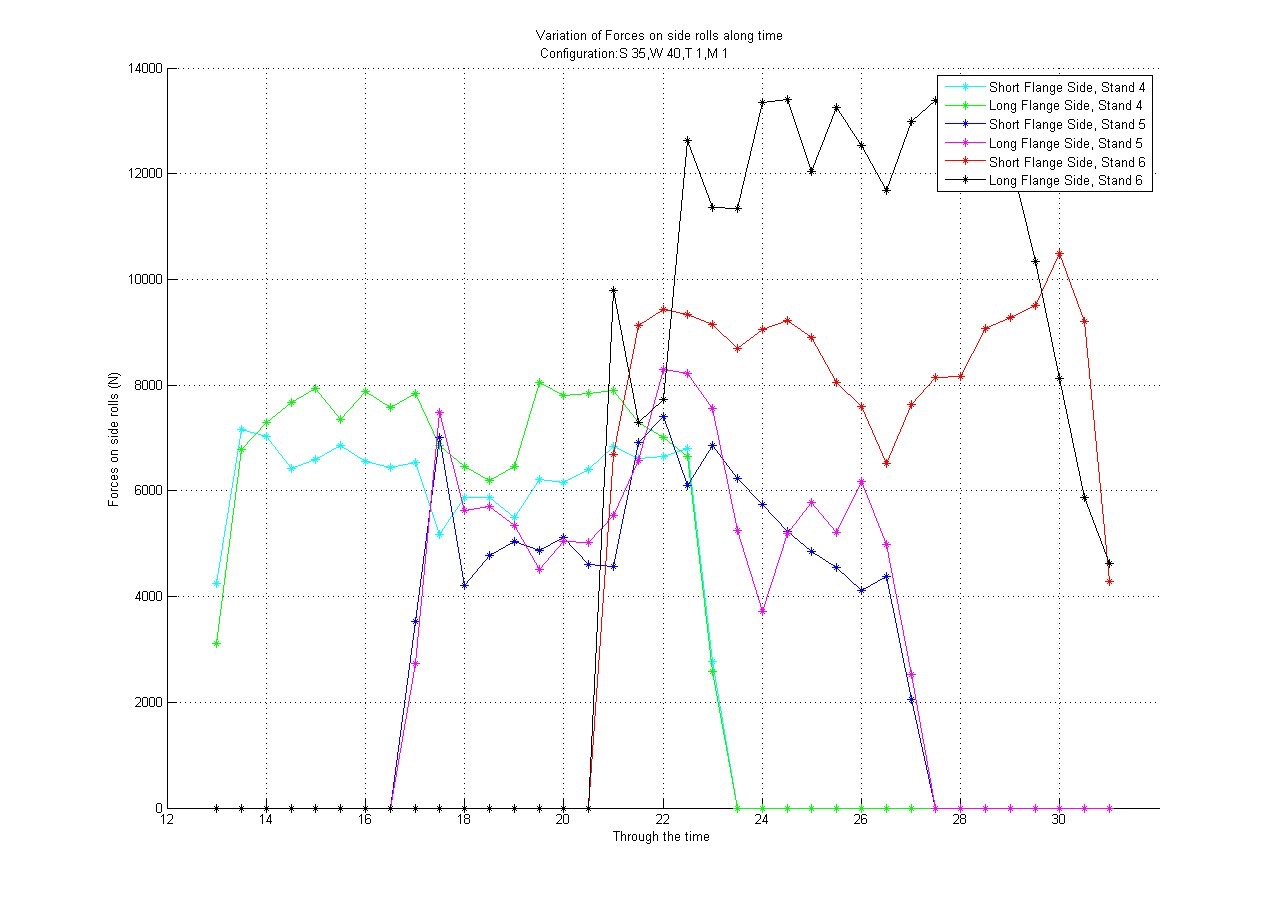 Variation of Forces on side rolls along time
Configuration:S 35,W 40,T 1,M 1
14000
12000
10000
8000
6000
4000
2000
0
Forces on side rolls (N)
Short Flange Side, Stand 4
Long Flange Side, Stand 4
Short Flange Side, Stand 5
Long Flange Side, Stand 5
Short Flange Side, Stand 6
Long Flange Side, Stand 6
12 14 16 18 20 22 24 26 28 30
Through the time